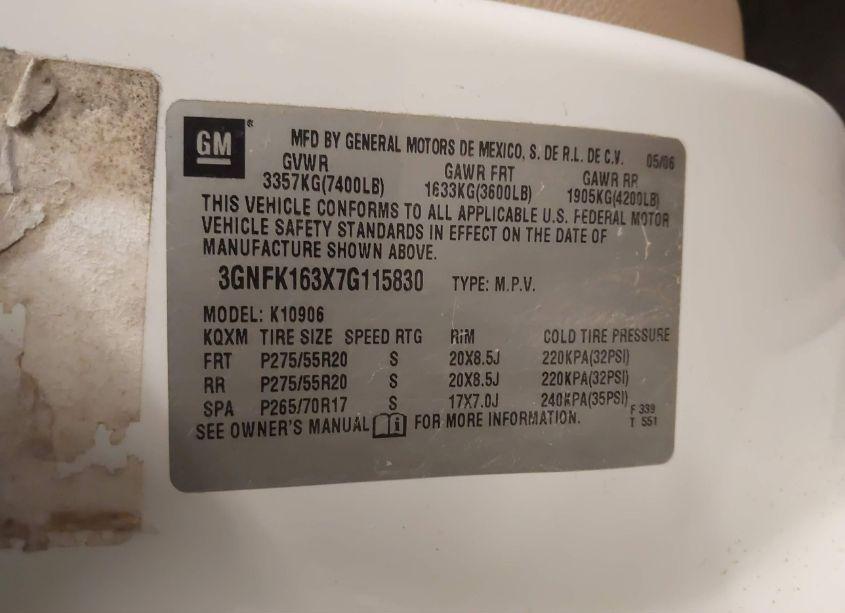 GM ® MFD BY GENERAL MOTORS DE MEXICO, S. DE R.L. DE C.V. 05/06
GVWR GAWR FRT GAWR RR
3357KG(7400LB) 1633KG(3600LB) 1905KG(4200LB)
THIS VEHICLE CONFORMS TO ALL APPLICABLE U.S. FEDERAL MOTOR
VEHICLE SAFETY STANDARDS IN EFFECT ON THE DATE OF
MANUFACTURE SHOWN ABOVE.
3GNFK163X7G115830 TYPE: M.P.V.
MODEL: K10906
KQXM TIRE SIZE SPEED RTG RIM COLD TIRE PRESSURE
FRT P275/55R20 S 20X8.5J 220KPA(32PSI)
RR P275/55R20 S 20X8.5J 220KPA(32PSI)
SPA P265/70R17 S 17X7.0J 240KPA(35PSI)
F 339
T 551
SEE OWNER'S MANUAL i FOR MORE INFORMATION.